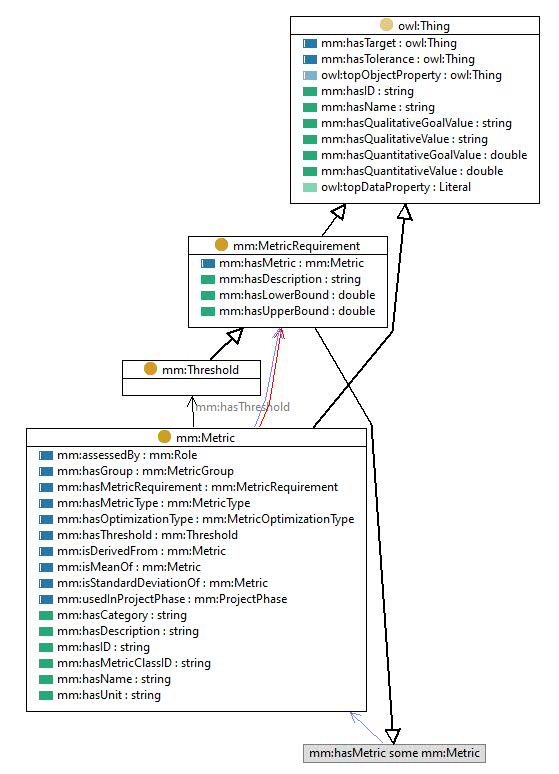 owl:Thing
mm:hasTarget : owl:Thing
mm:hasTolerance : owl:Thing
owl:topObjectProperty : owl:Thing
mm:hasID : string
mm:hasName : string
mm:hasQualitativeGoalValue : string
mm:hasQualitativeValue : string
mm:hasQuantitativeGoalValue : double
mm:hasQuantitativeValue : double
owl:topDataProperty : Literal
mm:MetricRequirement
mm:hasMetric : mm:Metric
mm:hasDescription : string
mm:hasLowerBound : double
mm:hasUpperBound : double
mm:Threshold
mm:hasThreshold
mm:Metric
mm:assessedBy : mm:Role
mm:hasGroup : mm:MetricGroup
mm:hasMetricRequirement : mm:MetricRequirement
mm:hasMetricType : mm:MetricType
mm:hasOptimizationType : mm:MetricOptimizationType
mm:hasThreshold : mm:Threshold
mm:isDerivedFrom : mm:Metric
mm:isMeanOf : mm:Metric
mm:isStandardDeviationOf : mm:Metric
mm:usedInProjectPhase : mm:ProjectPhase
mm:hasCategory : string
mm:hasDescription : string
mm:hasID : string
mm:hasMetricClassID : string
mm:hasName : string
mm:hasUnit : string
mm:hasMetric some mm:Metric